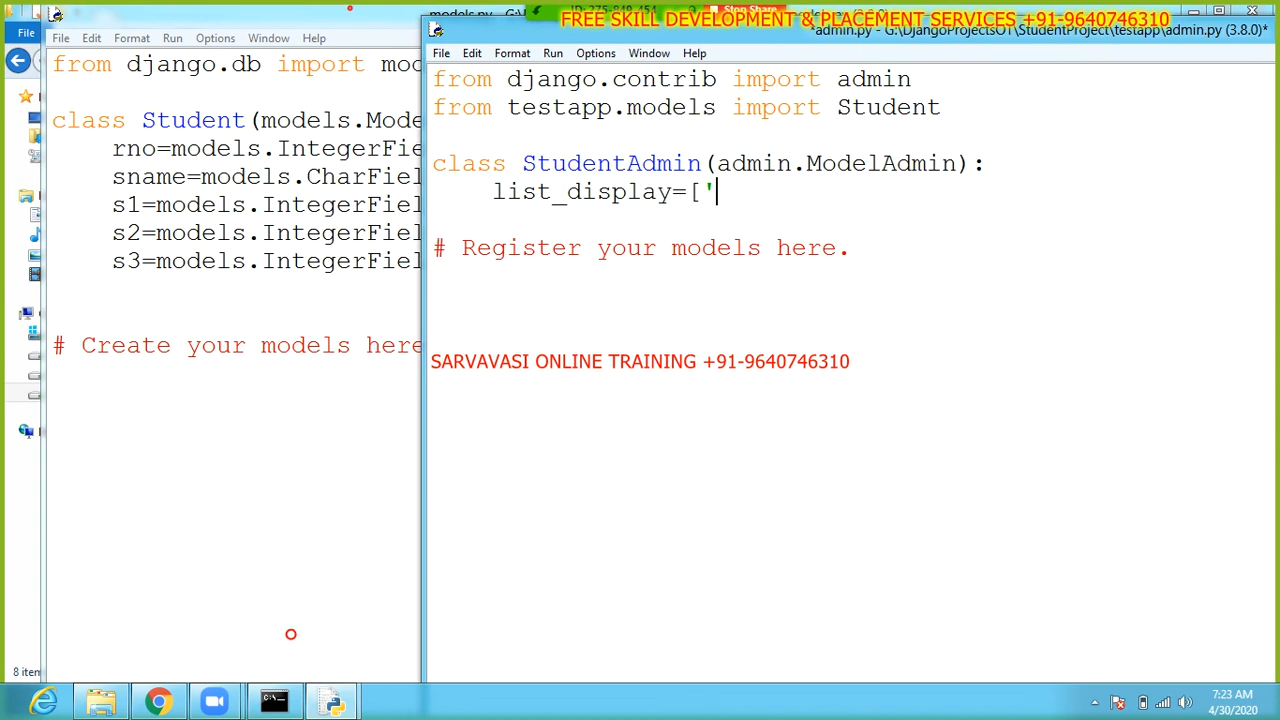 FREE SKILL DEVELOPMENT & PLACEMENT SERVICES +91-9640746310
*admin.py - G:\DjangoProjectsOT\StudentProject\testapp\admin.py (3.8.0)*
File
File Edit Format Run Options Window Help
from django.db import mod
class Student(models.Mode
rno=models.IntegerFie
sname=models.CharField
s1=models.IntegerFiel
s2=models.IntegerFiel
s3=models.IntegerFiel
# Create your models here
8 item
File Edit Format Run Options Window Help
from django.contrib import admin
from testapp.models import Student
class StudentAdmin(admin.ModelAdmin):
list_display=['
# Register your models here.
SARVAVASI ONLINE TRAINING +91-9640746310
7:23 AM
4/30/2020